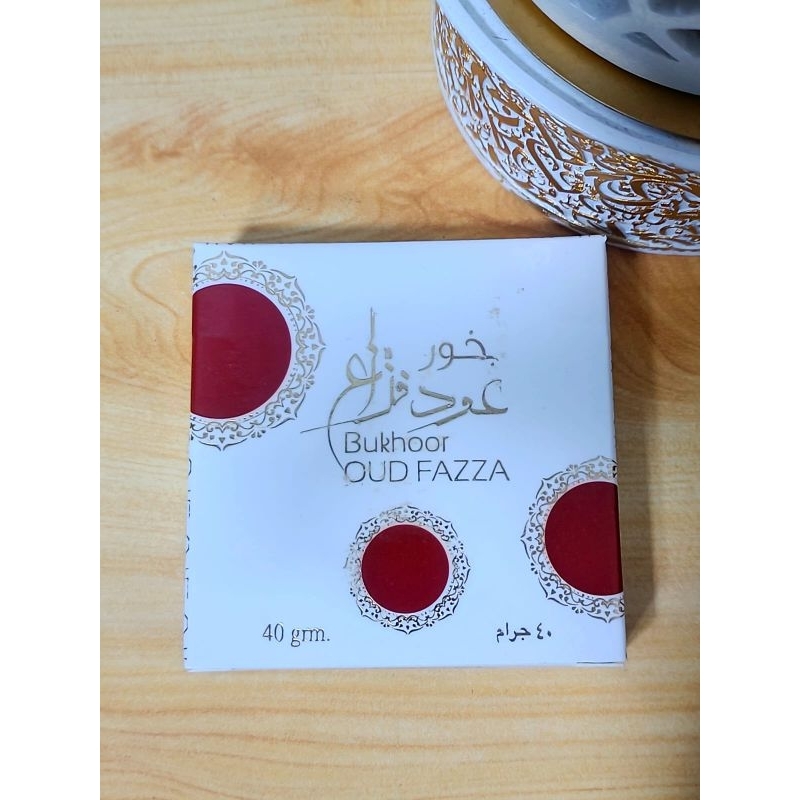 بخور
عود فزاع
Bukhoor
OUD FAZZA
40 grm.
٤٠ جرام